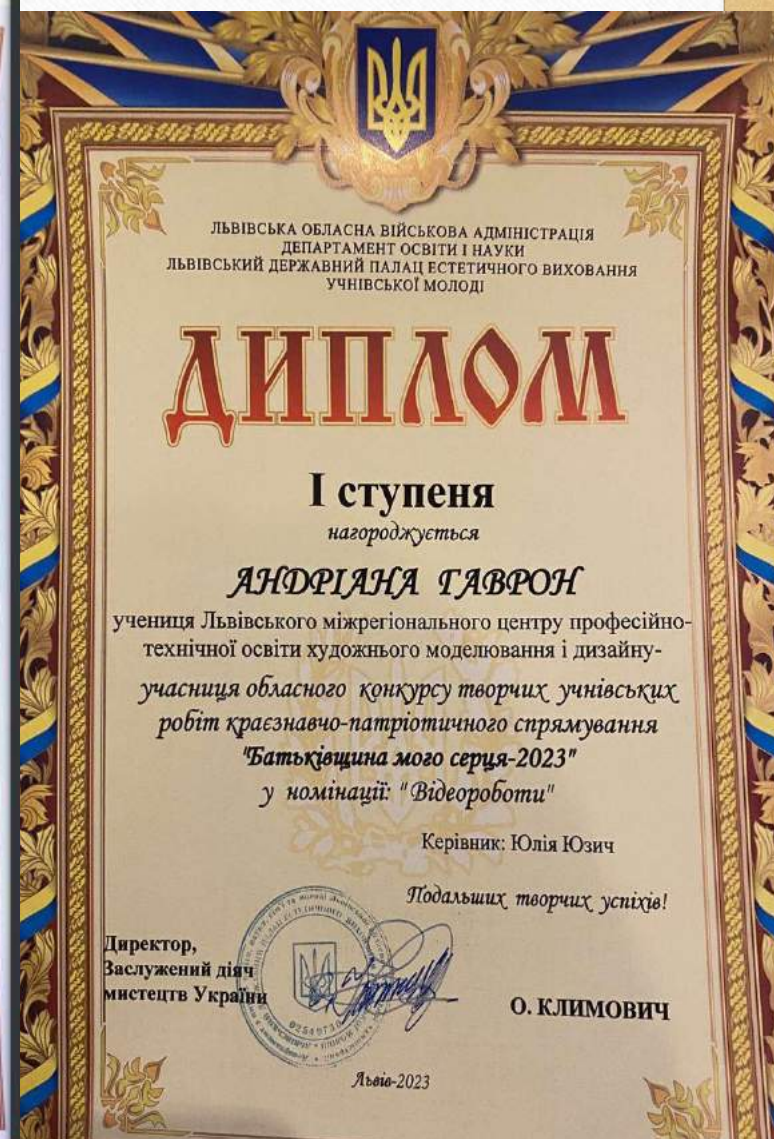 ЛЬВІВСЬКА ОБЛАСНА ВІЙСЬКОВА АДМІНІСТРАЦІЯ
ДЕПАРТАМЕНТ ОСВІТИ І НАУКИ
ЛЬВІВСЬКИЙ ДЕРЖАВНИЙ ПАЛАЦ ЕСТЕТИЧНОГО ВИХОВАННЯ
УЧНІВСЬКОЇ МОЛОДІ
ДИПЛОМ
І ступеня
нагороджується
АНДРІАНА ГАВРОН
учениця Львівського міжрегіонального центру професійно-
технічної освіти художнього моделювання і дизайну-
учасниця обласного конкурсу творчих учнівських
робіт краєзнавчо-патріотичного спрямування
"Батьківщина мого серця-2023"
у номінації: "Відеороботи"
Керівник: Юлія Юзич
Подальших творчих успіхів!
Директор,
Заслужений діяч
мистецтв України
О. КЛИМОВИЧ
Львів-2023